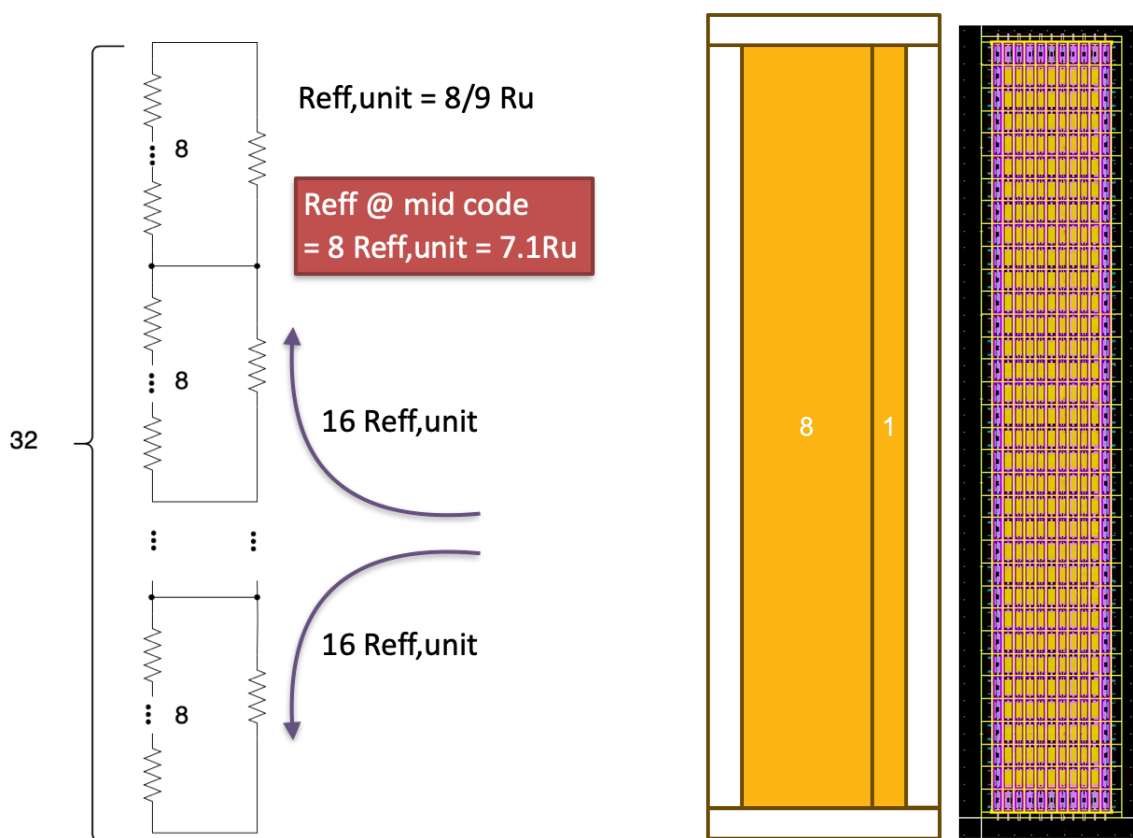 Reff,unit = 8/9 Ru
8
Reff @ mid code
= 8 Reff,unit = 7.1Ru
8
16 Reff,unit
32
8
1
16 Reff,unit
8